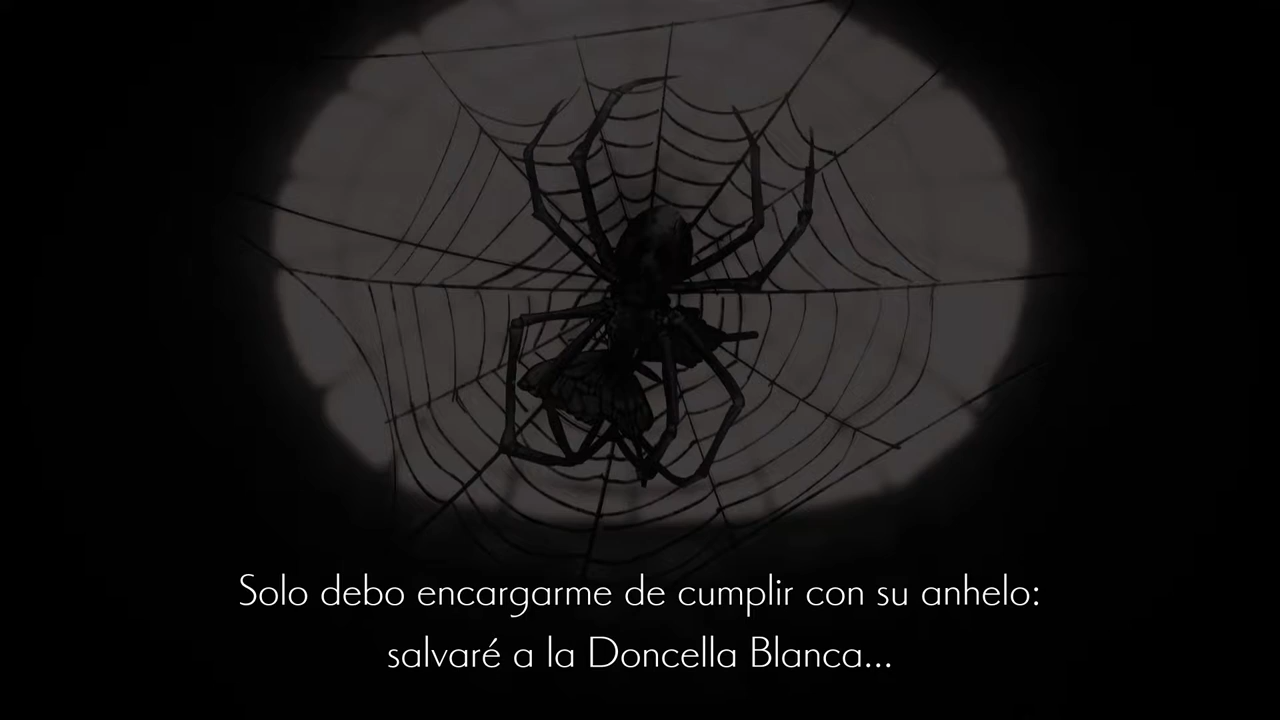 Solo debo encargarme de cumplir con su anhelo:
salvaré a la Doncella Blanca...